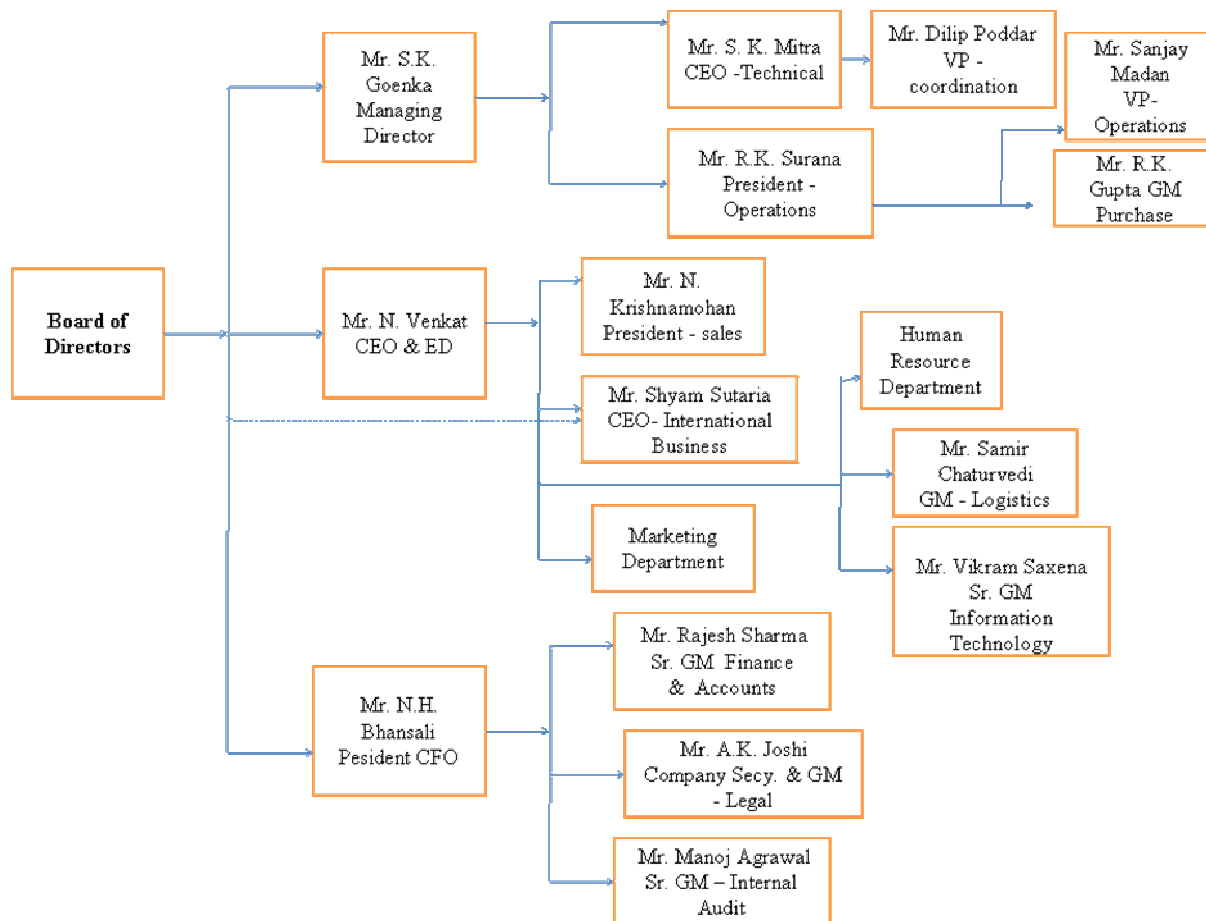 Mr. S.K.
Goenka
Managing
Director
Mr. S. K. Mitra
CEO -Technical
Mr. Dilip Poddar
VP -
coordination
Mr. Sanjay
Madan
VP-
Operations
Mr. R.K. Surana
President -
Operations
Mr. R.K.
Gupta GM
Purchase
Board of
Directors
Mr. N. Venkat
CEO & ED
Mr. N.
Krishnamohan
President - sales
Mr. Shyam Sutaria
CEO- International
Business
Marketing
Department
Human
Resource
Department
Mr. Samir
Chaturvedi
GM - Logistics
Mr. Vikram Saxena
Sr. GM
Information
Technology
Mr. N.H.
Bhansali
Pesident CFO
Mr. Rajesh Sharma
Sr. GM Finance
& Accounts
Mr. A.K. Joshi
Company Secy. & GM
- Legal
Mr. Manoj Agrawal
Sr. GM – Internal
Audit